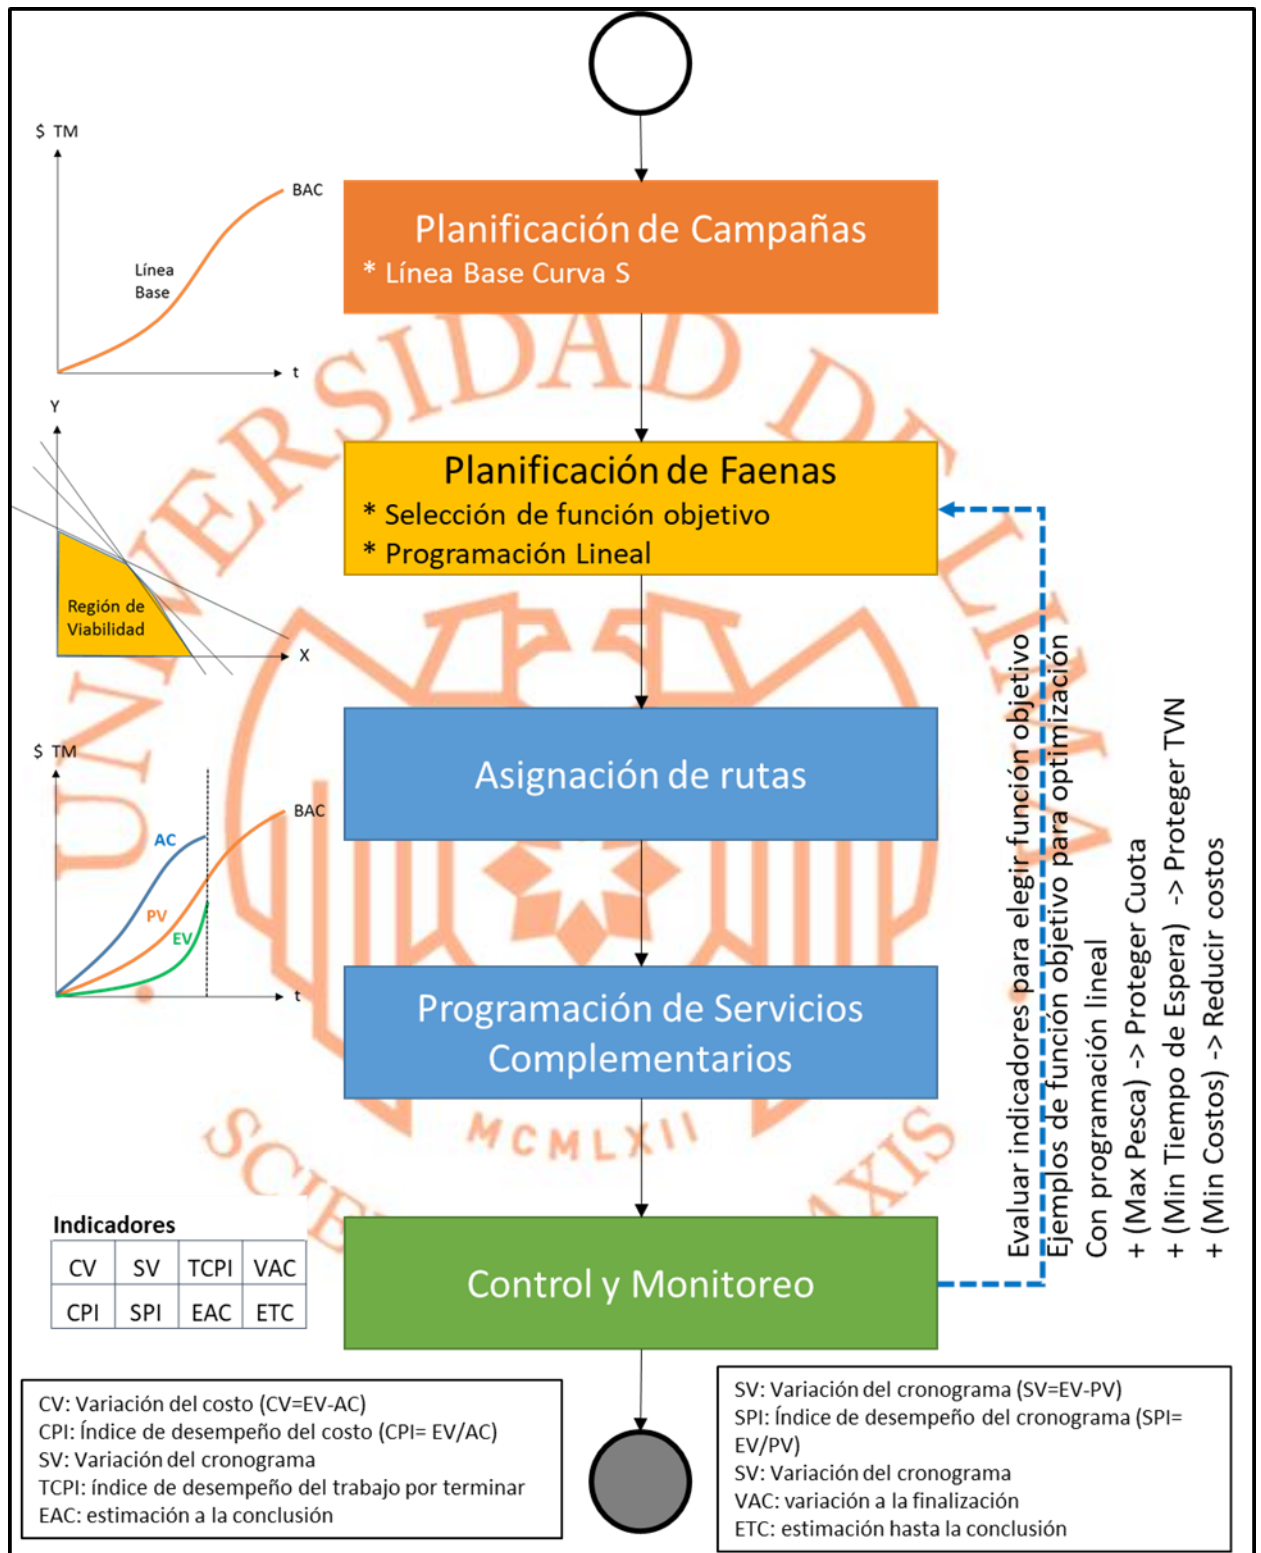 $ TM
BAC
Línea
Base
t
Planificación de Campañas
* Línea Base Curva S
Y
Región de
Viabilidad
X
Planificación de Faenas
* Selección de función objetivo
* Programación Lineal
$ TM
AC
BAC
PV
EV
t
Asignación de rutas
Programación de Servicios
Complementarios
Evaluar indicadores para elegir función objetivo
Ejemplos de función objetivo para optimización
Con programación lineal
+ (Max Pesca) -> Proteger Cuota
+ (Min Tiempo de Espera) -> Proteger TVN
+ (Min Costos) -> Reducir costos
Indicadores
CV SV TCPI VAC
CPI SPI EAC ETC
Control y Monitoreo
CV: Variación del costo (CV=EV-AC)
CPI: Índice de desempeño del costo (CPI= EV/AC)
SV: Variación del cronograma
TCPI: índice de desempeño del trabajo por terminar
EAC: estimación a la conclusión
SV: Variación del cronograma (SV=EV-PV)
SPI: Índice de desempeño del cronograma (SPI=
EV/PV)
SV: Variación del cronograma
VAC: variación a la finalización
ETC: estimación hasta la conclusión
UNIVERSIDAD DE LIMA
MCMLXII